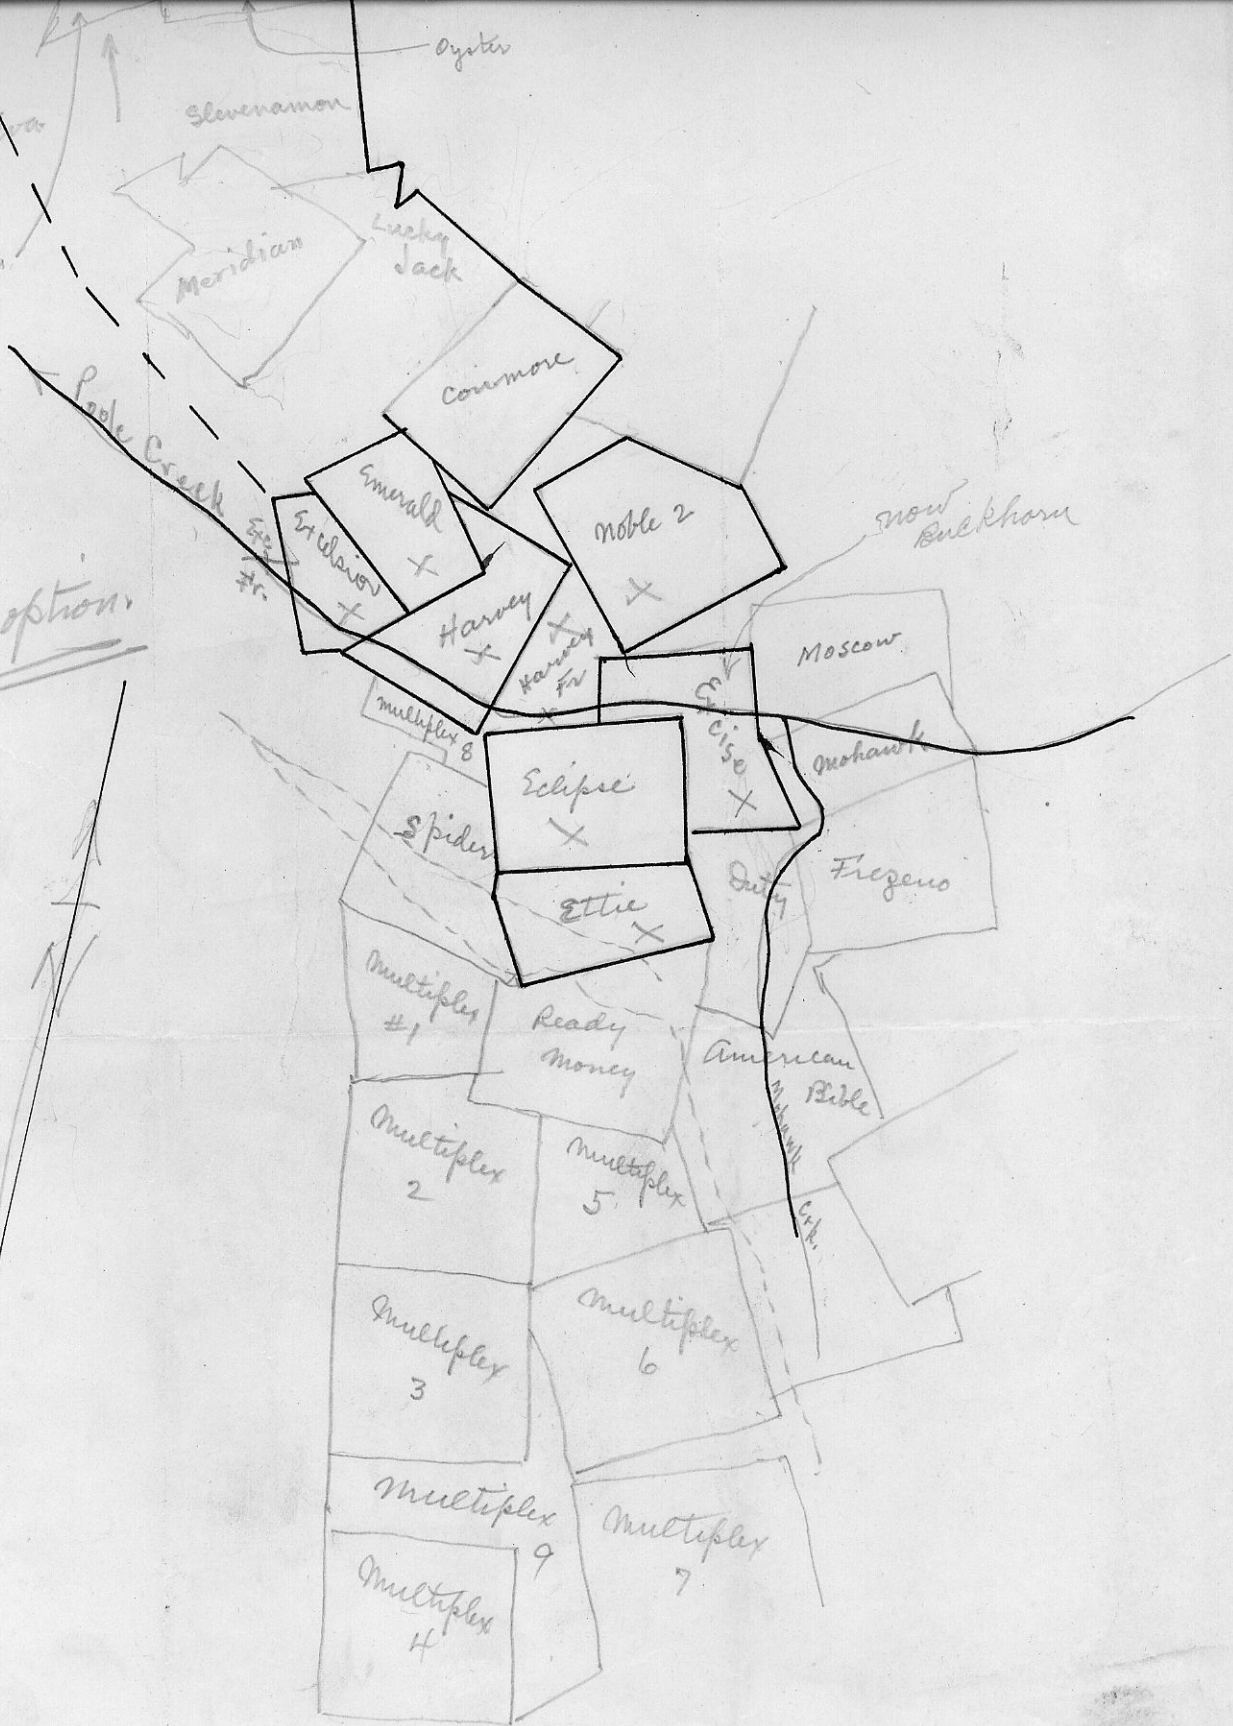 Oyster
Slievenamon
Lucky
Jack
Meridian
Conmore
Poole Creek
Emerald
Excelsior
Ex.
Fr.
Noble 2
now
Buckhorn
option.
Harvey
Harvey
Fr
Moscow
Excise
Multiplex 8
Mohawk
Eclipse
Spider
Ettie
Duty
Frezeno
Multiplex
#1
Ready
Money
American
Bible
Mohawk
Crk.
Multiplex
2
Multiplex
5
Multiplex
3
Multiplex
6
Multiplex
9
Multiplex
7
Multiplex
4
N